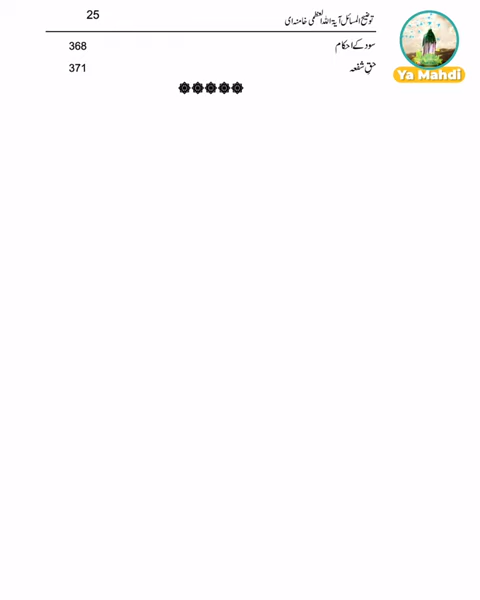 توضیح المسائل آیۃ اللہ العظمی خامنہ ای 25
سود کے احکام 368
حقِ شفعہ 371
Ya Mahdi